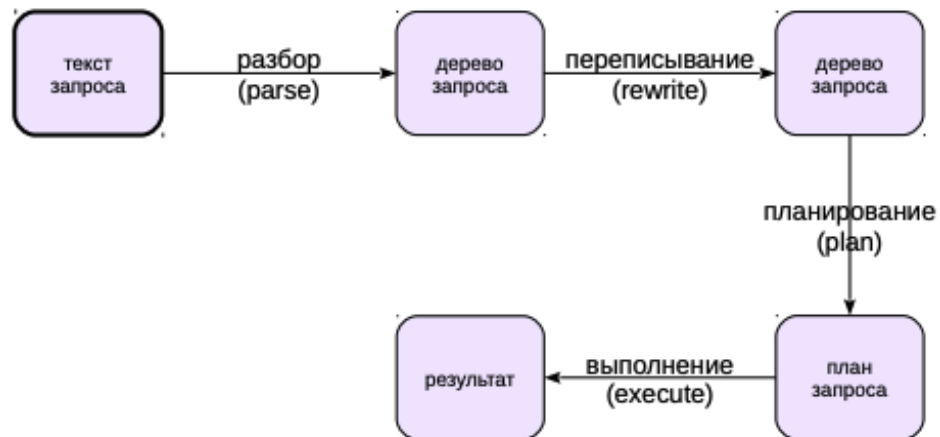 текст
запроса
разбор
(parse)
дерево
запроса
переписывание
(rewrite)
дерево
запроса
планирование
(plan)
план
запроса
выполнение
(execute)
результат